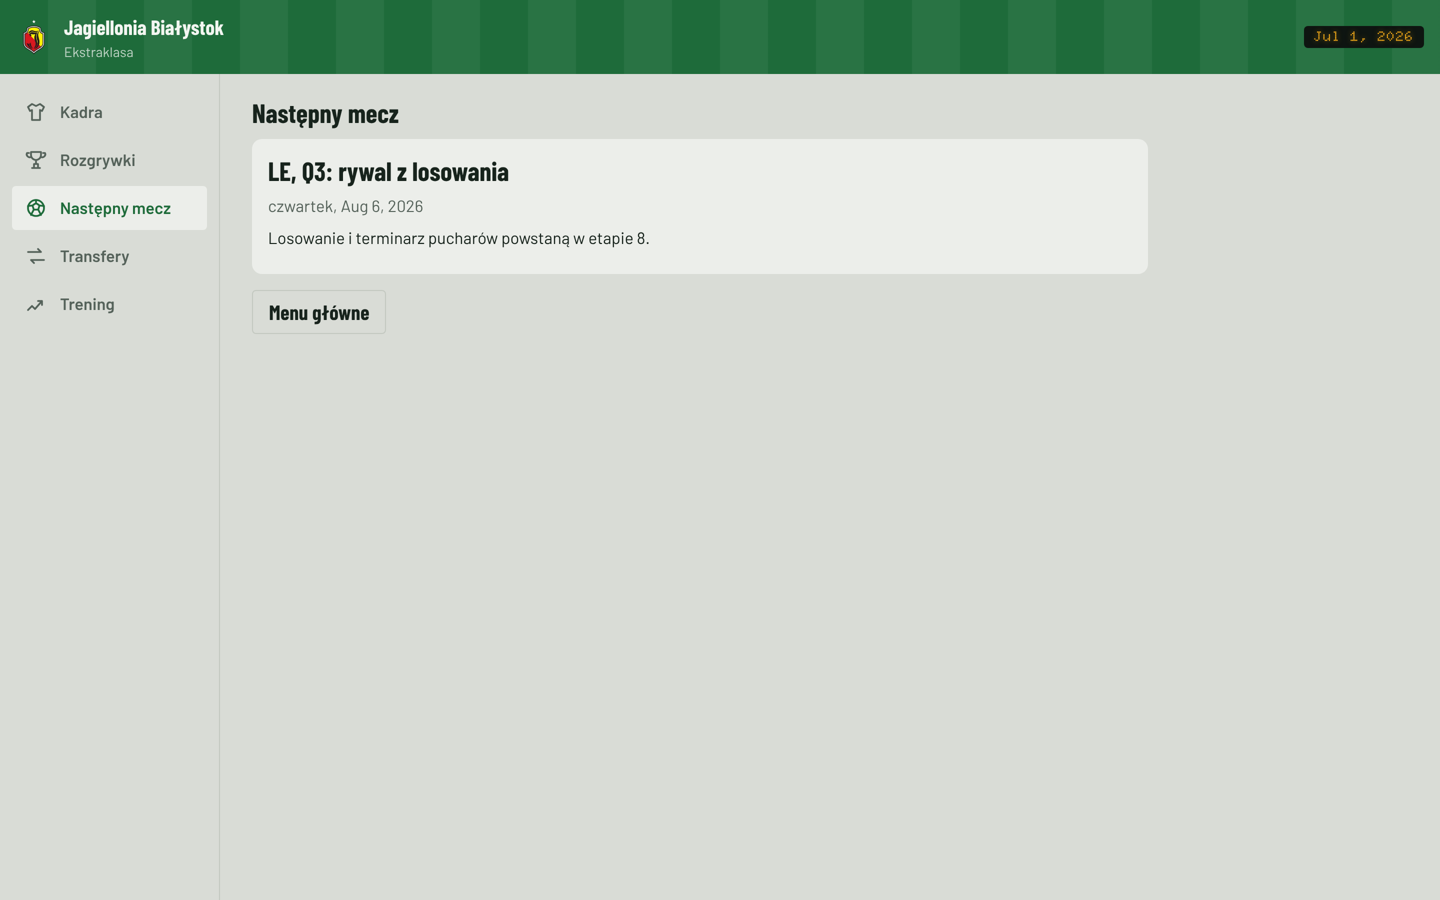 Jagiellonia Białystok
Ekstraklasa
Jul 1, 2026
Kadra
Rozgrywki
Następny mecz
Transfery
Trening
Następny mecz
LE, Q3: rywal z losowania
czwartek, Aug 6, 2026
Losowanie i terminarz pucharów powstaną w etapie 8.
Menu główne